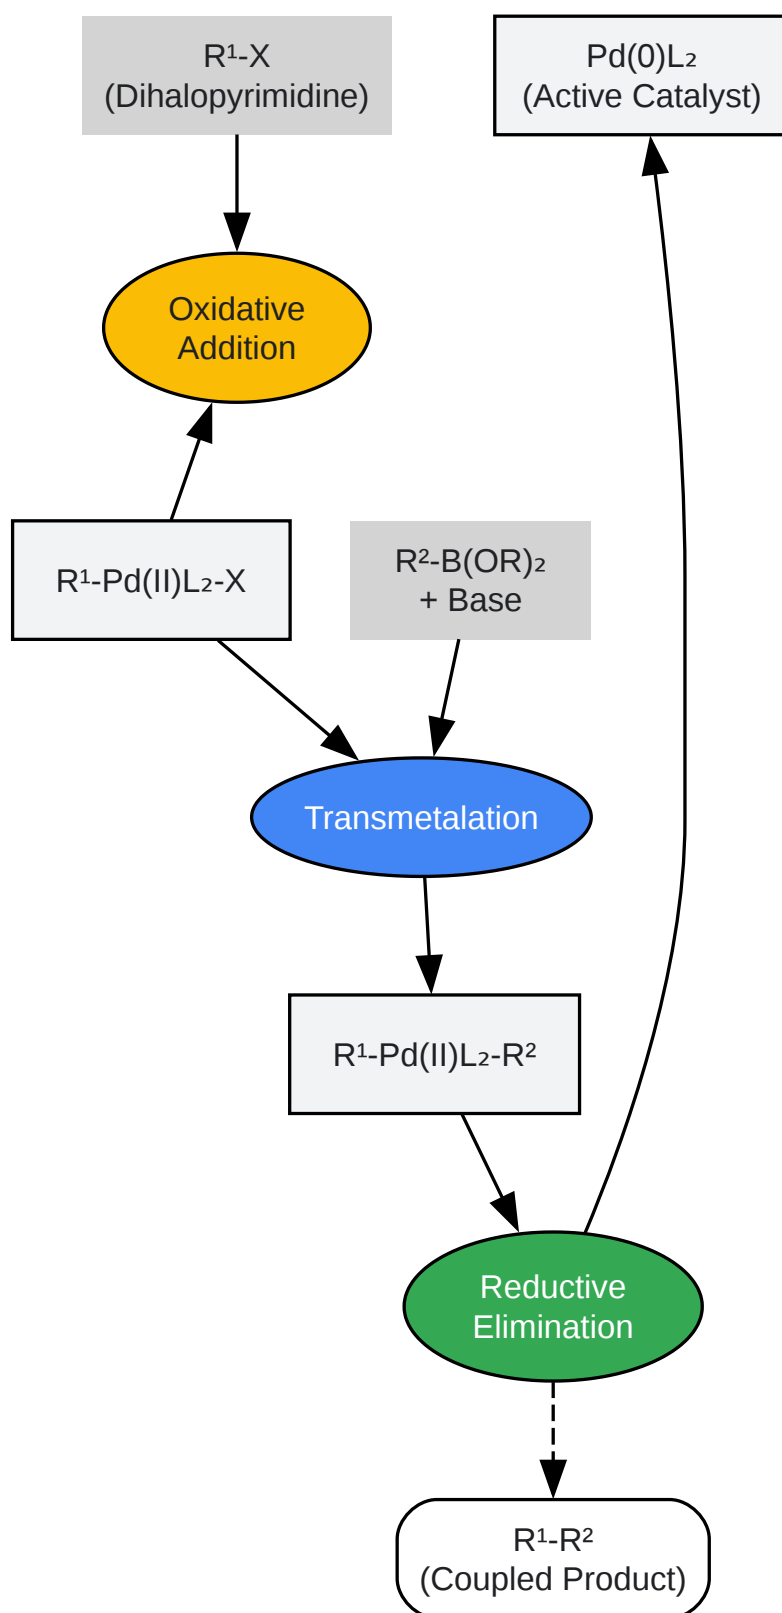 R¹-X
(Dihalopyrimidine)
Pd(0)L₂
(Active Catalyst)
Oxidative
Addition
R¹-Pd(II)L₂-X
R²-B(OR)₂
+ Base
Transmetalation
R¹-Pd(II)L₂-R²
Reductive
Elimination
R¹-R²
(Coupled Product)